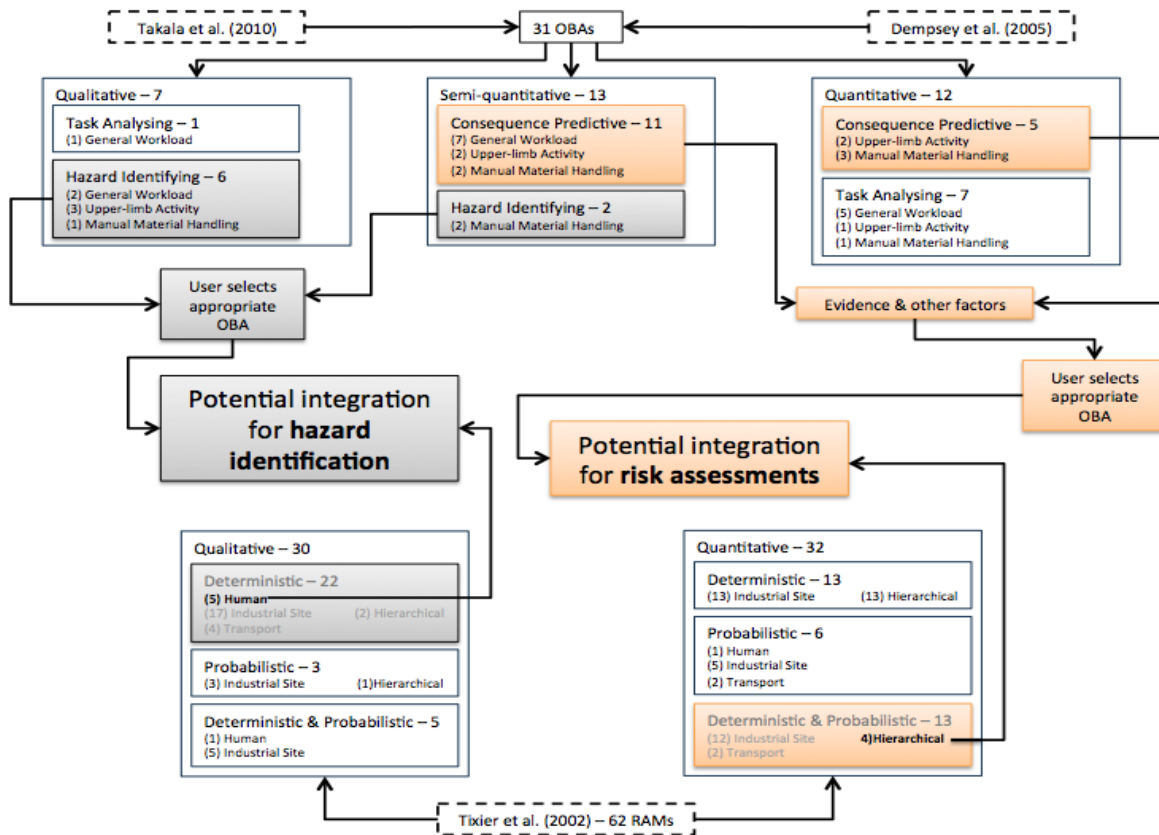 Takala et al. (2010)
31 OBAs
Dempsey et al. (2005)
Qualitative – 7
Task Analysing – 1
(1) General Workload
Hazard Identifying – 6
(2) General Workload
(3) Upper-limb Activity
(1) Manual Material Handling
Semi-quantitative – 13
Consequence Predictive – 11
(7) General Workload
(2) Upper-limb Activity
(2) Manual Material Handling
Hazard Identifying – 2
(2) Manual Material Handling
Quantitative – 12
Consequence Predictive – 5
(2) Upper-limb Activity
(3) Manual Material Handling
Task Analysing – 7
(5) General Workload
(1) Upper-limb Activity
(1) Manual Material Handling
User selects
appropriate
OBA
Evidence & other factors
User selects
appropriate
OBA
Potential integration
for hazard
identification
Potential integration
for risk assessments
Qualitative – 30
Deterministic – 22
(5) Human
(17) Industrial Site (2) Hierarchical
(4) Transport
Probabilistic – 3
(3) Industrial Site (1)Hierarchical
Deterministic & Probabilistic – 5
(1) Human
(5) Industrial Site
Quantitative – 32
Deterministic – 13
(13) Industrial Site (13) Hierarchical
Probabilistic – 6
(1) Human
(5) Industrial Site
(2) Transport
Deterministic & Probabilistic – 13
(12) Industrial Site 4)Hierarchical
(2) Transport
Tixier et al. (2002) – 62 RAMs